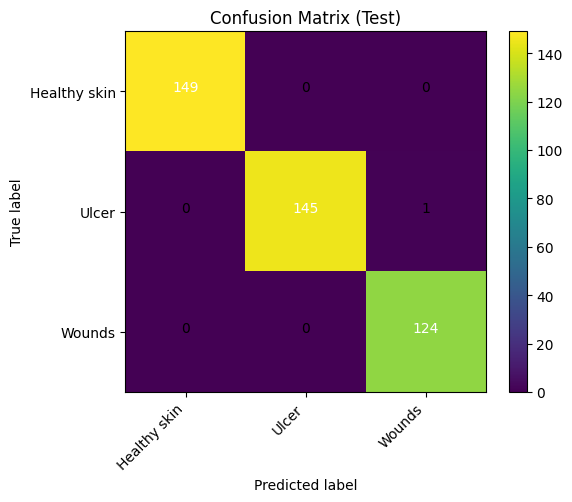 Confusion Matrix (Test)
True label
Healthy skin
149
0
0
Ulcer
0
145
1
Wounds
0
0
124
Healthy skin
Ulcer
Wounds
Predicted label
140
120
100
80
60
40
20
0